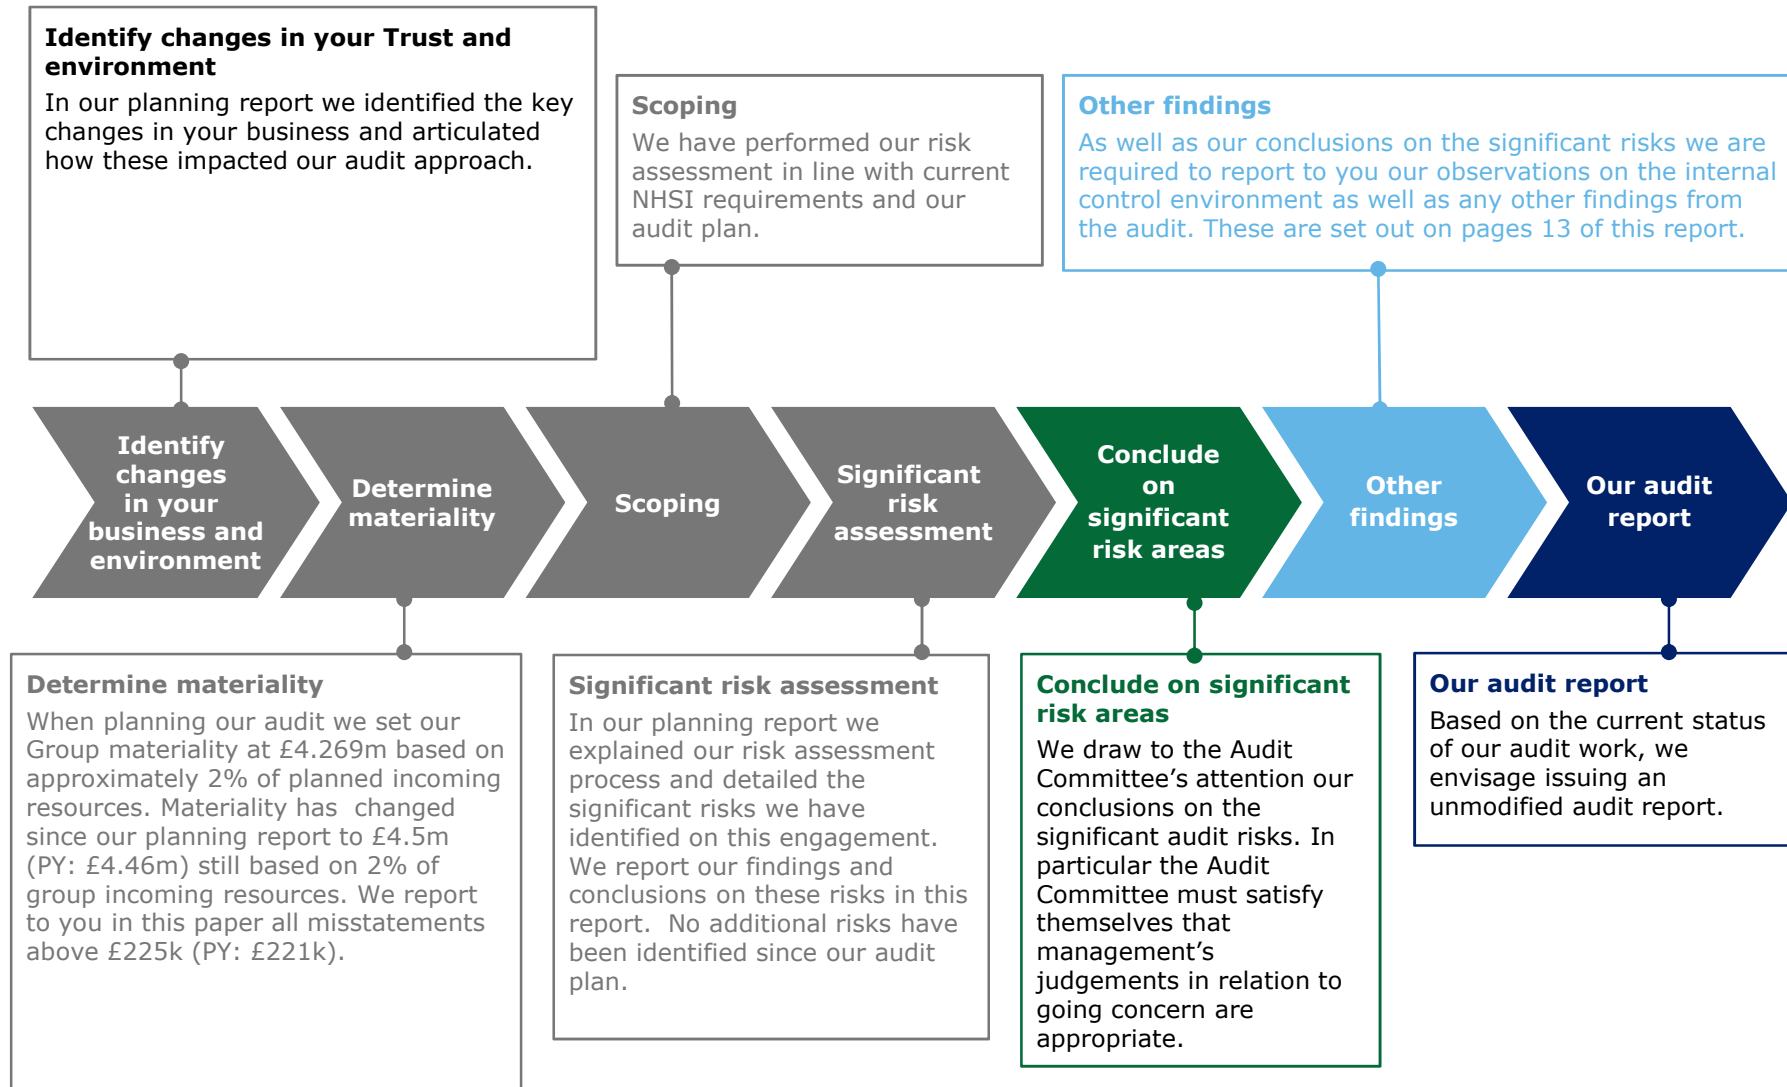 Identify changes in your Trust and
environment
In our planning report we identified the key
changes in your business and articulated
how these impacted our audit approach.
Scoping
We have performed our risk
assessment in line with current
NHSI requirements and our
audit plan.
Other findings
As well as our conclusions on the significant risks we are
required to report to you our observations on the internal
control environment as well as any other findings from
the audit. These are set out on pages 13 of this report.
Identify
changes
in your
business and
environment
Determine
materiality
Scoping
Significant
risk
assessment
Conclude
on
significant
risk areas
Other
findings
Our audit
report
Determine materiality
When planning our audit we set our
Group materiality at £4.269m based on
approximately 2% of planned incoming
resources. Materiality has  changed
since our planning report to £4.5m
(PY: £4.46m) still based on 2% of
group incoming resources. We report
to you in this paper all misstatements
above £225k (PY: £221k).
Significant risk assessment
In our planning report we
explained our risk assessment
process and detailed the
significant risks we have
identified on this engagement.
We report our findings and
conclusions on these risks in this
report.  No additional risks have
been identified since our audit
plan.
Conclude on significant
risk areas
We draw to the Audit
Committee’s attention our
conclusions on the
significant audit risks. In
particular the Audit
Committee must satisfy
themselves that
management’s
judgements in relation to
going concern are
appropriate.
Our audit report
Based on the current status
of our audit work, we
envisage issuing an
unmodified audit report.